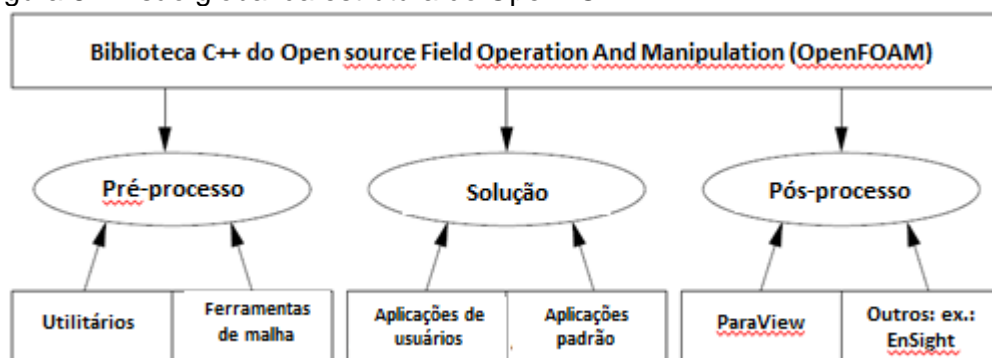 Biblioteca C++ do Open source Field Operation And Manipulation (OpenFOAM)
Pré-processo
Solução
Pós-processo
Utilitários
Ferramentas
de malha
Aplicações de
usuários
Aplicações
padrão
ParaView
Outros: ex.:
EnSight